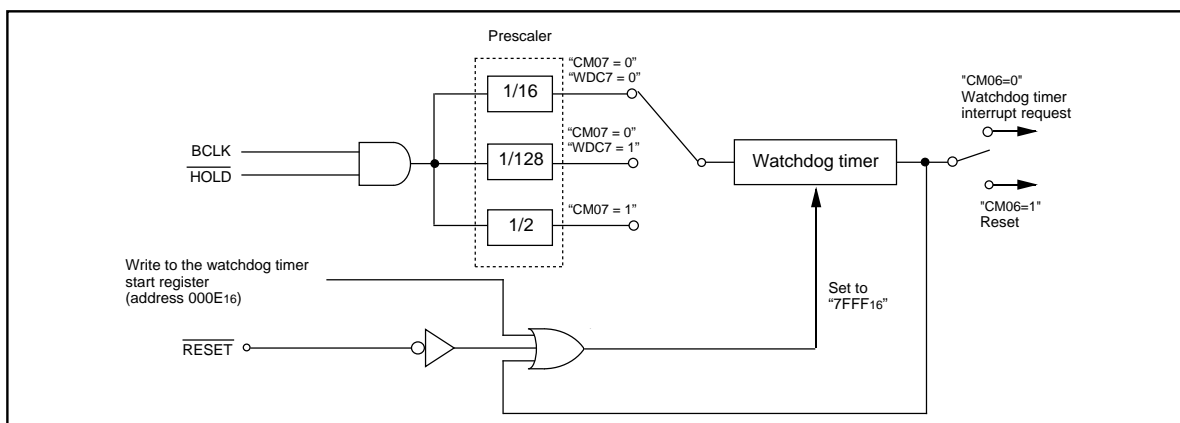 Prescaler
“CM07 = 0”
“WDC7 = 0”
1/16
"CM06=0"
Watchdog timer
interrupt request
“CM07 = 0”
“WDC7 = 1”
BCLK
HOLD
1/128
Watchdog timer
“CM07 = 1”
1/2
"CM06=1"
Reset
Write to the watchdog timer
start register
(address 000E16)
Set to
“7FFF16”
RESET